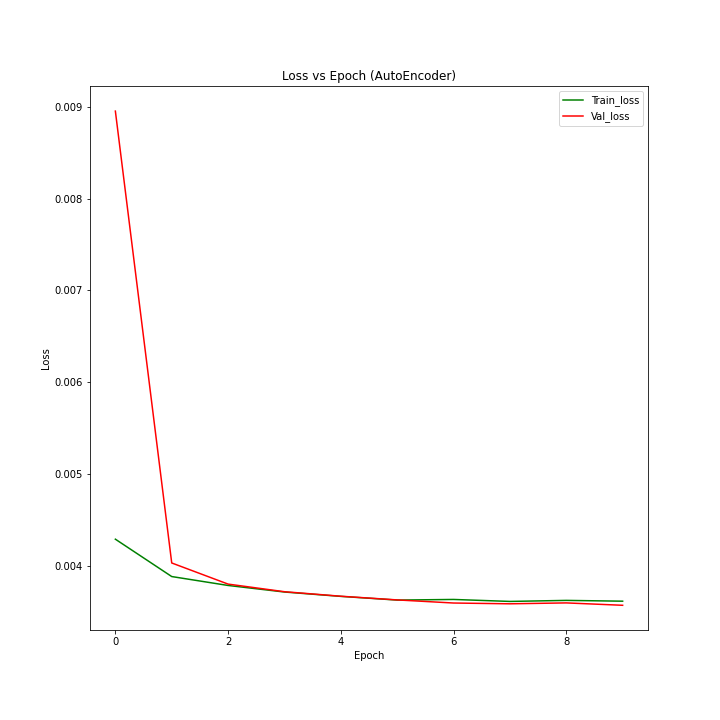 Loss vs Epoch (AutoEncoder)
Train_loss
Val_loss
0.009
0.008
0.007
0.006
0.005
0.004
Loss
0 2 4 6 8
Epoch